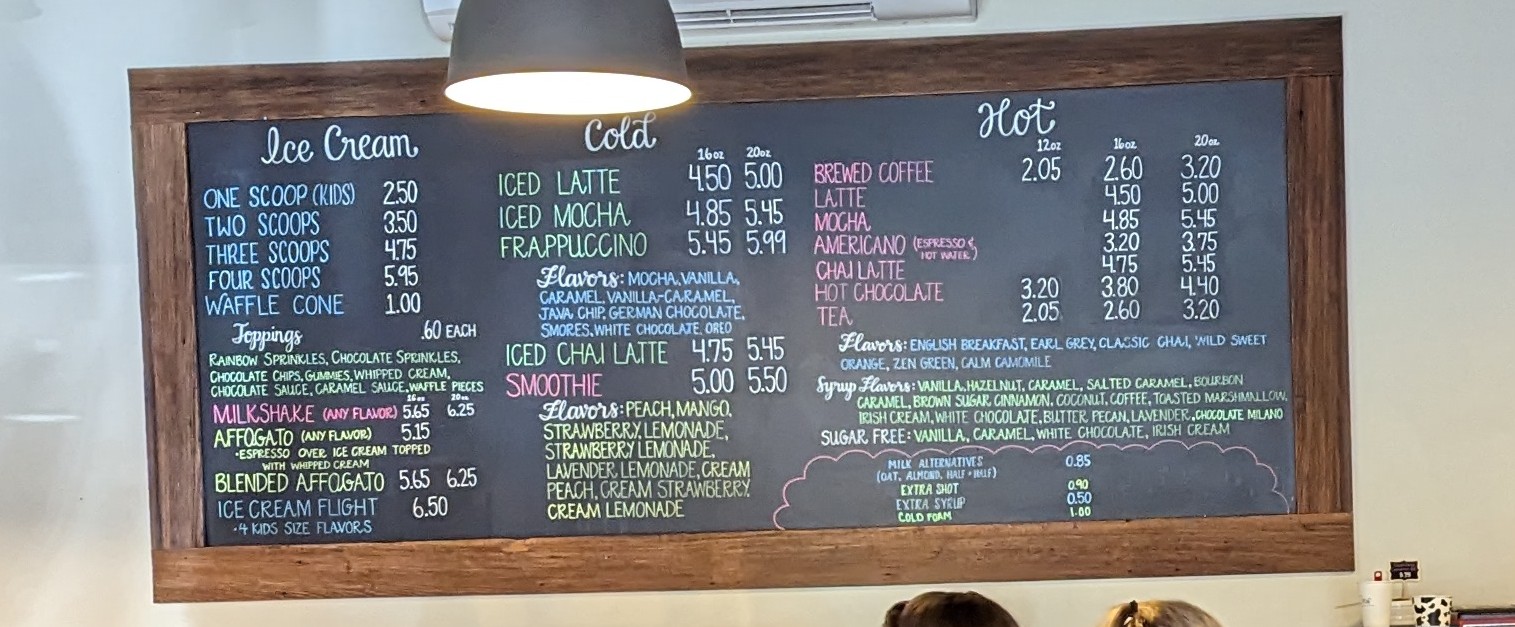 Ice Cream
ONE SCOOP (KIDS) 2.50
TWO SCOOPS 3.50
THREE SCOOPS 4.75
FOUR SCOOPS 5.95
WAFFLE CONE 1.00
Toppings .60 EACH
RAINBOW SPRINKLES, CHOCOLATE SPRINKLES,
CHOCOLATE CHIPS, GUMMIES, WHIPPED CREAM,
CHOCOLATE SAUCE, CARAMEL SAUCE, WAFFLE PIECES
16oz 20oz
MILKSHAKE (ANY FLAVOR) 5.65 6.25
AFFOGATO (ANY FLAVOR) 5.15
•ESPRESSO OVER ICE CREAM TOPPED
WITH WHIPPED CREAM
BLENDED AFFOGATO 5.65 6.25
ICE CREAM FLIGHT 6.50
•4 KIDS SIZE FLAVORS
Cold
16oz 20oz
ICED LATTE 4.50 5.00
ICED MOCHA 4.85 5.45
FRAPPUCCINO 5.45 5.99
Flavors: MOCHA, VANILLA,
CARAMEL, VANILLA-CARAMEL,
JAVA CHIP, GERMAN CHOCOLATE,
SMORES, WHITE CHOCOLATE, OREO
ICED CHAI LATTE 4.75 5.45
SMOOTHIE 5.00 5.50
Flavors: PEACH, MANGO,
STRAWBERRY, LEMONADE,
STRAWBERRY LEMONADE,
LAVENDER LEMONADE, CREAM
PEACH, CREAM STRAWBERRY
CREAM LEMONADE
Hot
12oz 16oz 20oz
BREWED COFFEE 2.05 2.60 3.20
LATTE 4.50 5.00
MOCHA 4.85 5.45
AMERICANO (ESPRESSO & HOT WATER) 3.20 3.75
CHAI LATTE 4.75 5.45
HOT CHOCOLATE 3.20 3.80 4.40
TEA 2.05 2.60 3.20
Flavors: ENGLISH BREAKFAST, EARL GREY, CLASSIC CHAI, WILD SWEET
ORANGE, ZEN GREEN, CALM CAMOMILE
Syrup Flavors: VANILLA, HAZELNUT, CARAMEL, SALTED CARAMEL, BOURBON
CARAMEL, BROWN SUGAR CINNAMON, COCONUT, COFFEE, TOASTED MARSHMALLOW,
IRISH CREAM, WHITE CHOCOLATE, BUTTER PECAN, LAVENDER, CHOCOLATE MILANO
SUGAR FREE: VANILLA, CARAMEL, WHITE CHOCOLATE, IRISH CREAM
MILK ALTERNATIVES 0.85
(OAT, ALMOND, HALF + HALF)
EXTRA SHOT 0.90
EXTRA SYRUP 0.50
COLD FOAM 1.00